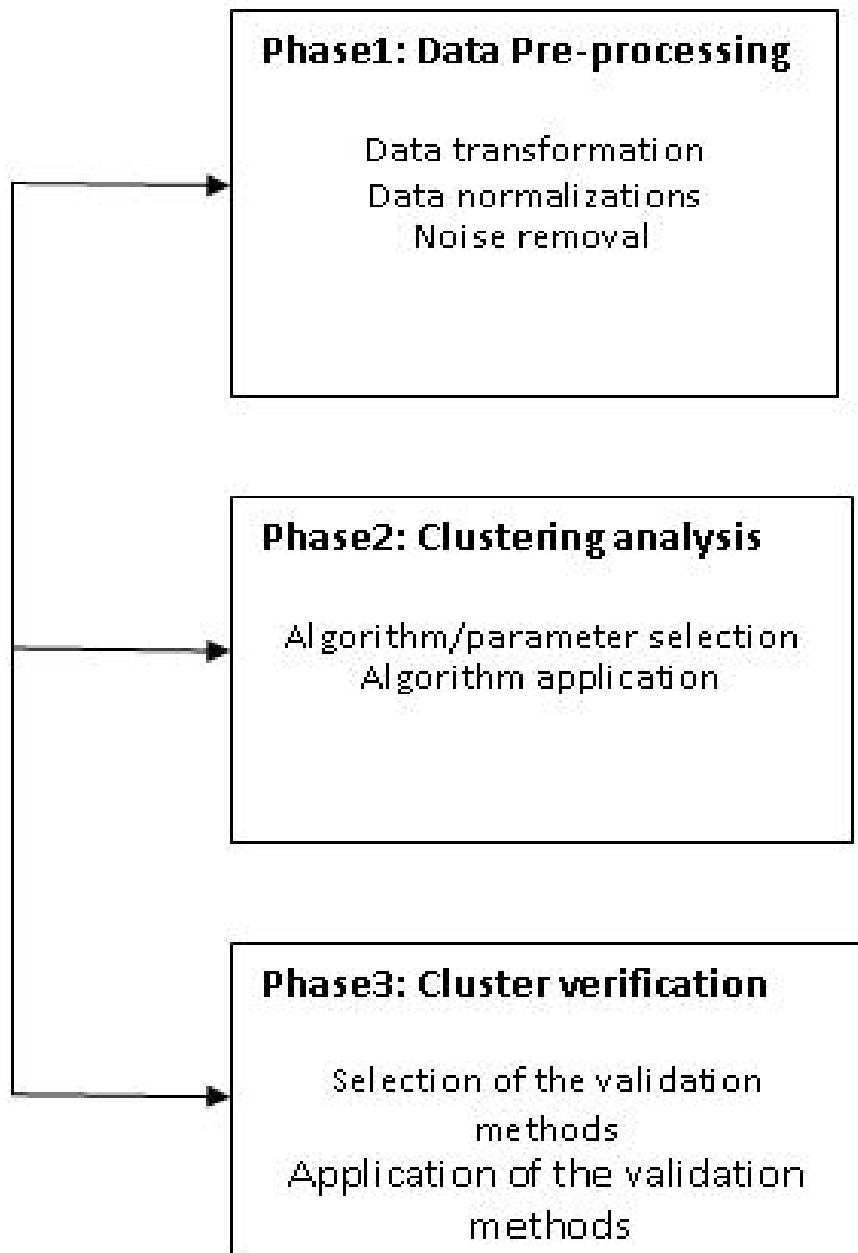 Phase1: Data Pre-processing
Data transformation
Data normalizations
Noise removal
Phase2: Clustering analysis
Algorithm/parameter selection
Algorithm application
Phase3: Cluster verification
Selection of the validation
methods
Application of the validation
methods